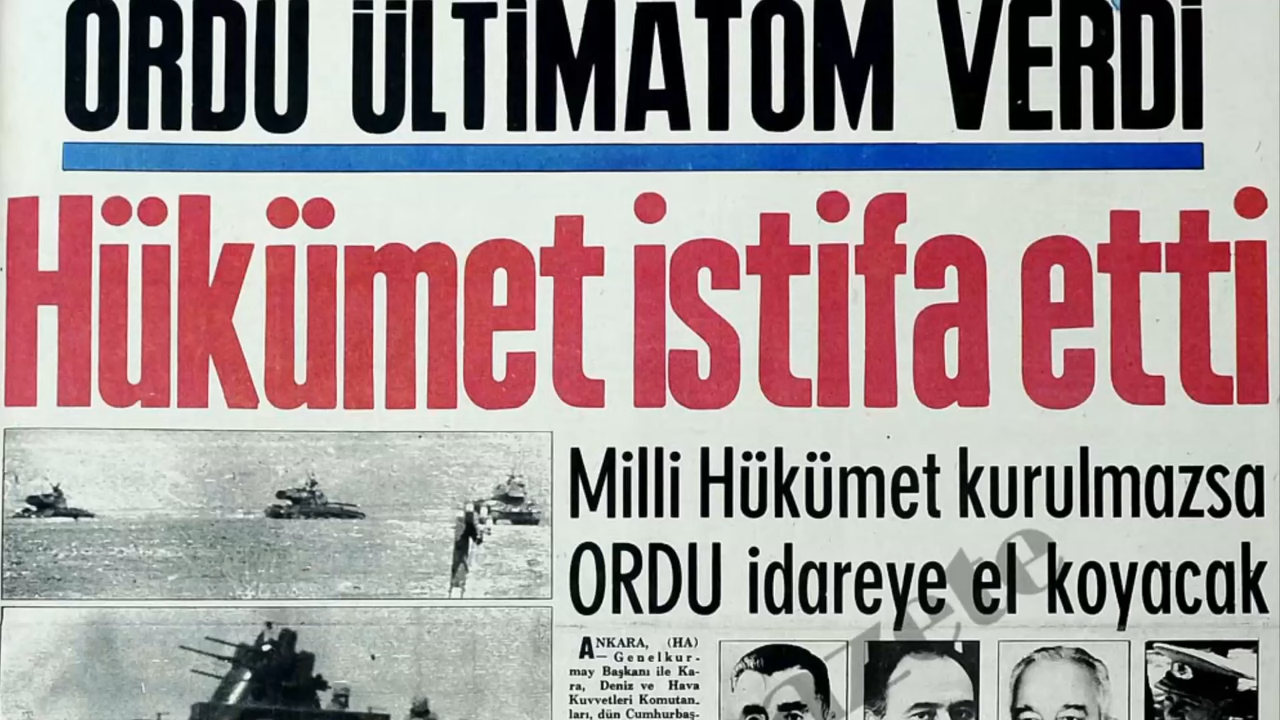 ORDU ÜLTİMATOM VERDİ
Hükümet istifa etti
Milli Hükümet kurulmazsa
ORDU idareye el koyacak
ANKARA, (HA)
— Genelkur-
may Başkanı ile Ka-
ra, Deniz ve Hava
Kuvvetleri Komutan-
ları, dün Cumhurbaş-